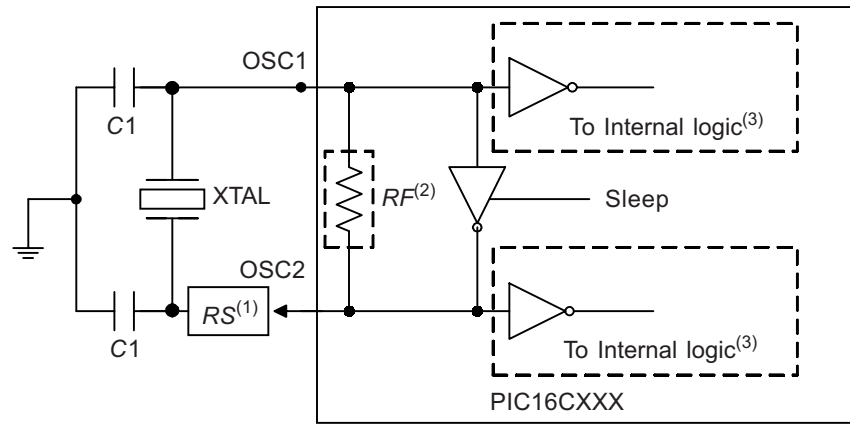 OSC1
C1
To Internal logic(3)
XTAL
RF(2)
Sleep
OSC2
C1
RS(1)
To Internal logic(3)
PIC16CXXX